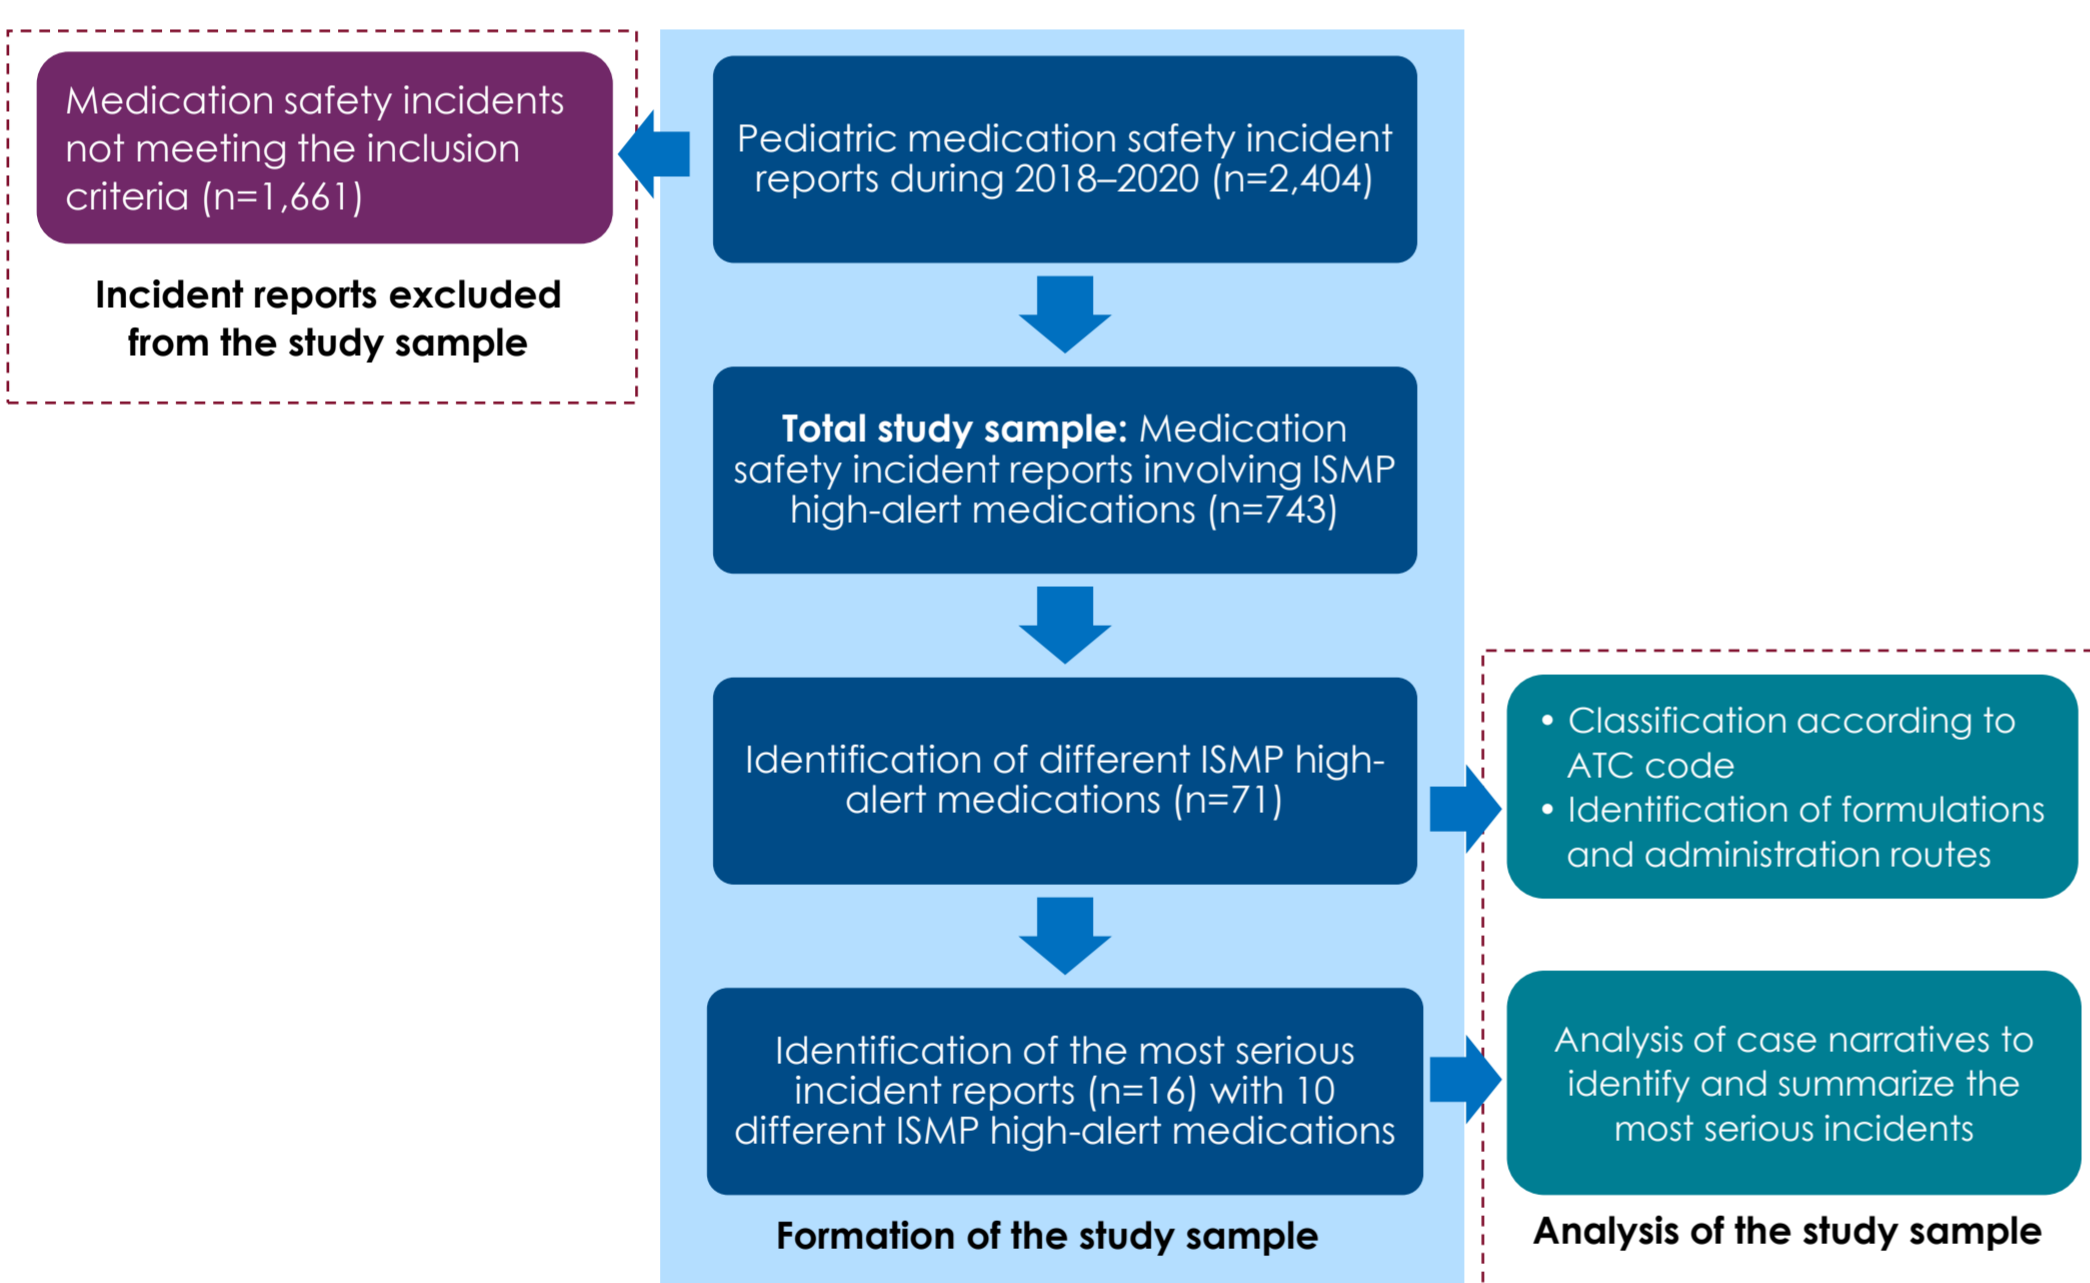 Medication safety incidents
not meeting the inclusion
criteria (n=1,661)
Incident reports excluded
from the study sample
Pediatric medication safety incident
reports during 2018–2020 (n=2,404)
Total study sample: Medication
safety incident reports involving ISMP
high-alert medications (n=743)
Identification of different ISMP high-
alert medications (n=71)
• Classification according to
ATC code
• Identification of formulations
and administration routes
Identification of the most serious
incident reports (n=16) with 10
different ISMP high-alert medications
Analysis of case narratives to
identify and summarize the
most serious incidents
Formation of the study sample
Analysis of the study sample